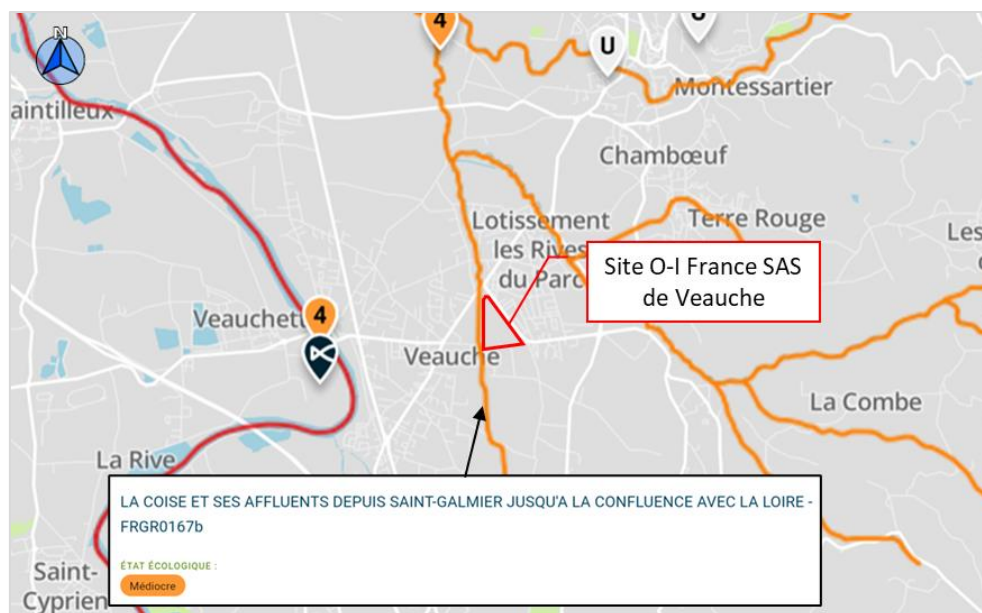 N
4
U
aintilleux
Montessartier
Chambœuf
Lotissement
les Rives
du Parc
Terre Rouge
Les
Site O-I France SAS
de Veauche
4
Veauchett
Veauche
La Combe
La Rive
LA COISE ET SES AFFLUENTS DEPUIS SAINT-GALMIER JUSQU'A LA CONFLUENCE AVEC LA LOIRE -
FRGR0167b
ÉTAT ÉCOLOGIQUE :
Médiocre
Saint-
Cyprien